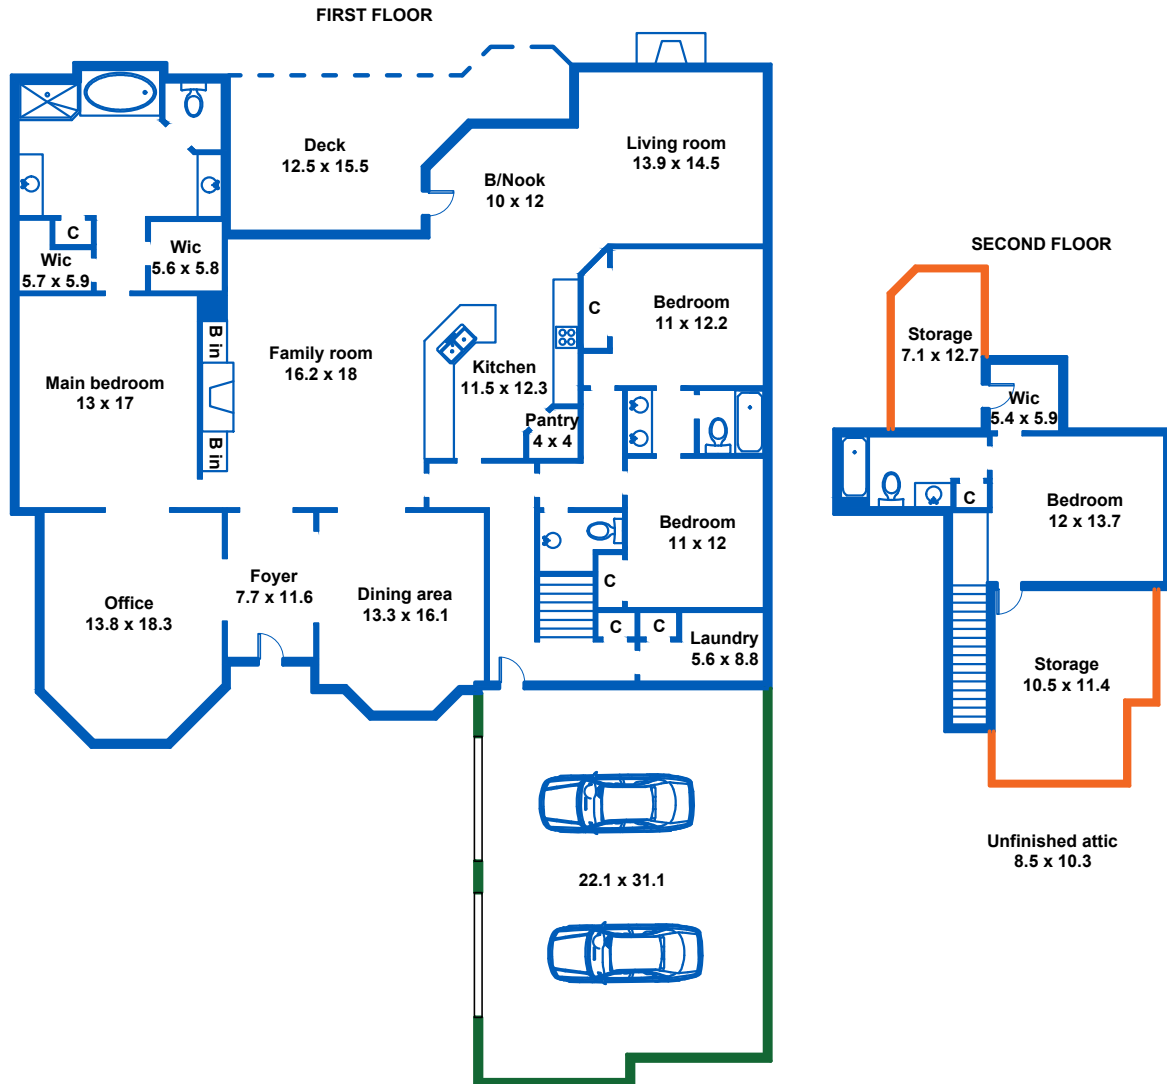 FIRST FLOOR
Deck
12.5 x 15.5
Living room
13.9 x 14.5
B/Nook
10 x 12
C
Wic
5.7 x 5.9
Wic
5.6 x 5.8
Bedroom
11 x 12.2
C
B in
Family room
16.2 x 18
Kitchen
11.5 x 12.3
Main bedroom
13 x 17
Pantry
4 x 4
B in
Bedroom
11 x 12
Foyer
7.7 x 11.6
Dining area
13.3 x 16.1
C
Office
13.8 x 18.3
C
C
Laundry
5.6 x 8.8
22.1 x 31.1
SECOND FLOOR
Storage
7.1 x 12.7
Wic
5.4 x 5.9
C
Bedroom
12 x 13.7
Storage
10.5 x 11.4
Unfinished attic
8.5 x 10.3